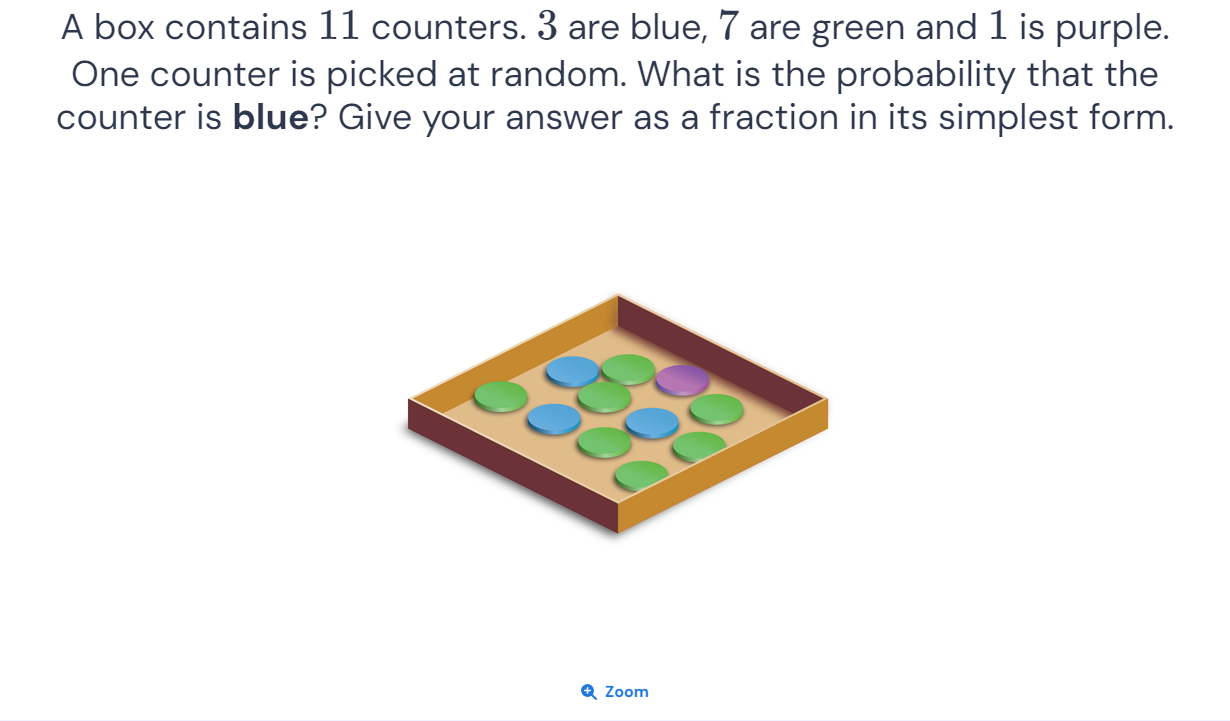 A box contains 11 counters. 3 are blue, 7 are green and 1 is purple.
One counter is picked at random. What is the probability that the
counter is blue? Give your answer as a fraction in its simplest form.
Zoom